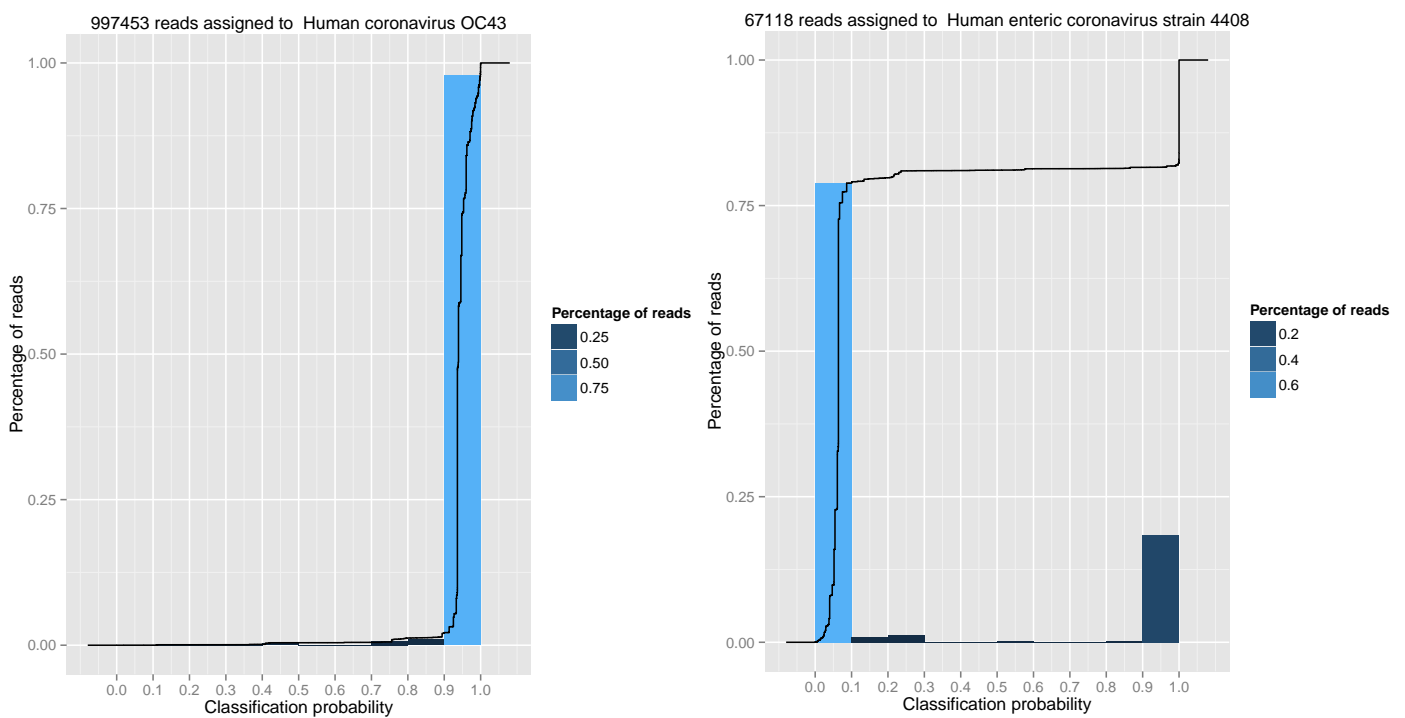 997453 reads assigned to  Human coronavirus OC43
Percentage of reads
1.00
0.75
0.50
0.25
0.00
0.0 0.1 0.2 0.3 0.4 0.5 0.6 0.7 0.8 0.9 1.0
Classification probability
Percentage of reads
0.25
0.50
0.75
67118 reads assigned to  Human enteric coronavirus strain 4408
Percentage of reads
1.00
0.75
0.50
0.25
0.00
0.0 0.1 0.2 0.3 0.4 0.5 0.6 0.7 0.8 0.9 1.0
Classification probability
Percentage of reads
0.2
0.4
0.6